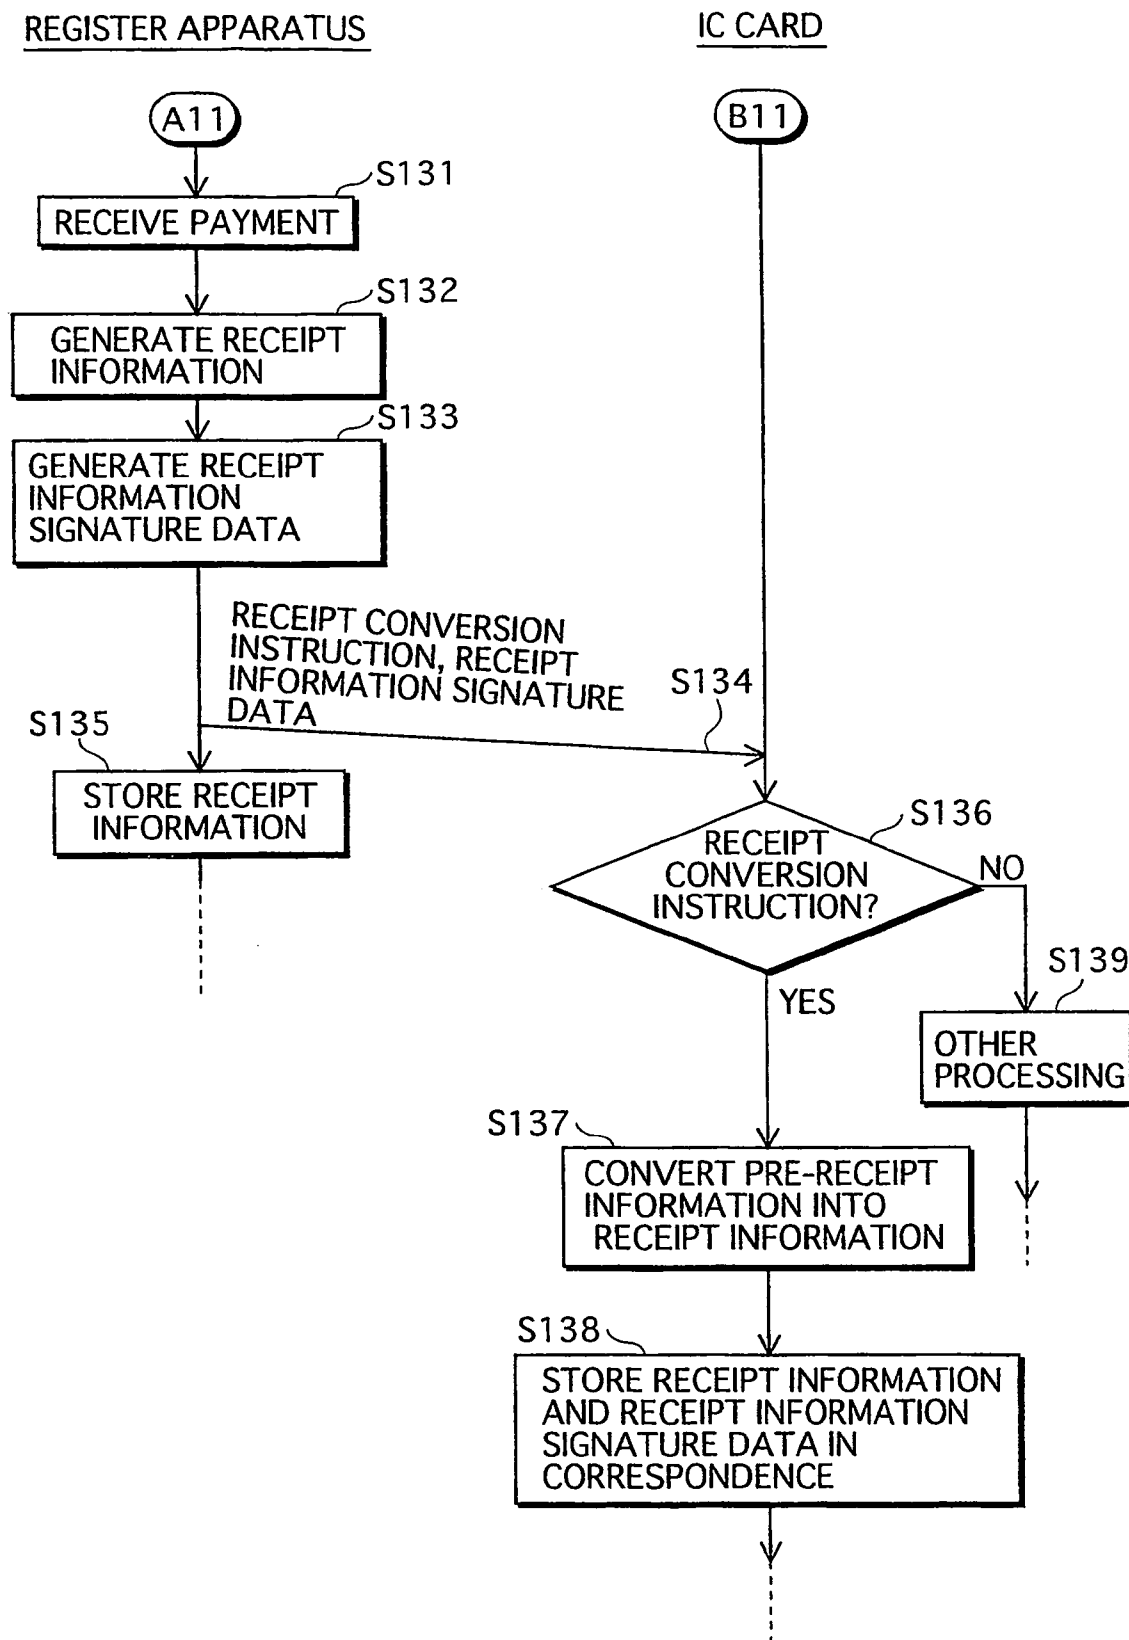 REGISTER APPARATUS
IC CARD
A11
B11
S131
RECEIVE PAYMENT
S132
GENERATE RECEIPT
INFORMATION
S133
GENERATE RECEIPT
INFORMATION
SIGNATURE DATA
RECEIPT CONVERSION
INSTRUCTION, RECEIPT
INFORMATION SIGNATURE
DATA
S134
S135
STORE RECEIPT
INFORMATION
S136
RECEIPT
CONVERSION
INSTRUCTION?
NO
YES
S139
OTHER
PROCESSING
S137
CONVERT PRE-RECEIPT
INFORMATION INTO
RECEIPT INFORMATION
S138
STORE RECEIPT INFORMATION
AND RECEIPT INFORMATION
SIGNATURE DATA IN
CORRESPONDENCE